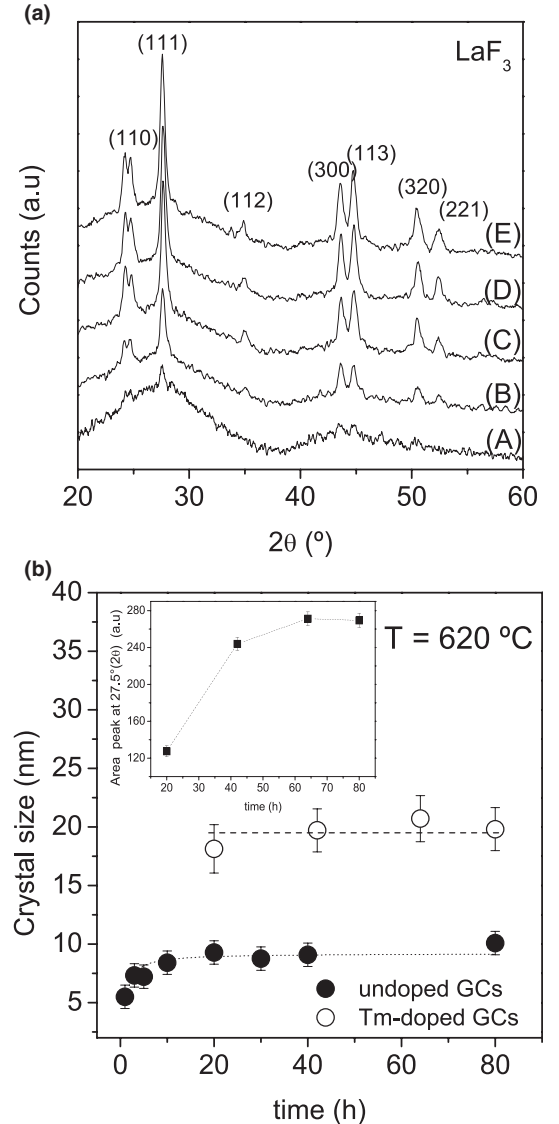 (a)
(111)
LaF3
(110)
(113)
(300)
(320)
(112)
(221)
(E)
(D)
(C)
(B)
(A)
Counts (a.u)
20 30 40 50 60
2θ (º)
(b)
40
35
30
25
20
15
10
5
Crystal size (nm)
T = 620 ºC
280
240
200
160
120
Area peak at 27.5°(2θ) (a.u)
20 30 40 50 60 70 80
time (h)
undoped GCs
Tm-doped GCs
0 20 40 60 80
time (h)